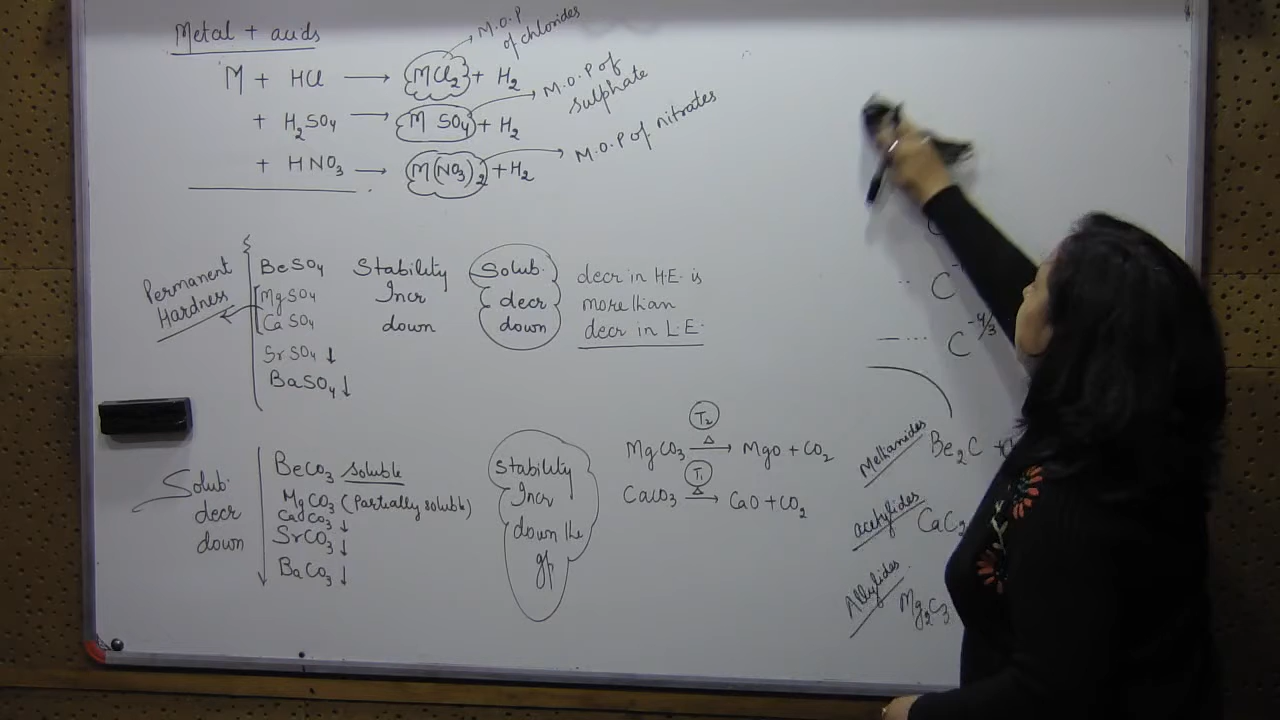 Metal + acids
M + HCl ⟶ MCl₂ + H₂
M.O.P of chlorides
+ H₂SO₄ ⟶ M SO₄ + H₂
M.O.P of sulphate
+ HNO₃ ⟶ M(NO₃)₂ + H₂
M.O.P of nitrates
Permanent
Hardness
BeSO₄
MgSO₄
CaSO₄
SrSO₄ ↓
BaSO₄ ↓
Stability
Incr
down
Solub.
decr
down
decr in H.E. is
more than
decr in L.E.
Solub.
decr
down
BeCo₃ soluble
MgCO₃ (Partially soluble)
CaCO₃ ↓
SrCO₃ ↓
BaCO₃ ↓
Stability
Incr
down the
gp
T₂
MgCO₃ —Δ→ MgO + CO₂
T₁
CaCO₃ —Δ→ CaO + CO₂
C⁻
C⁻⁴/³
Methanides Be₂C +
acetylides CaC₂
Allylides Mg₂C₃